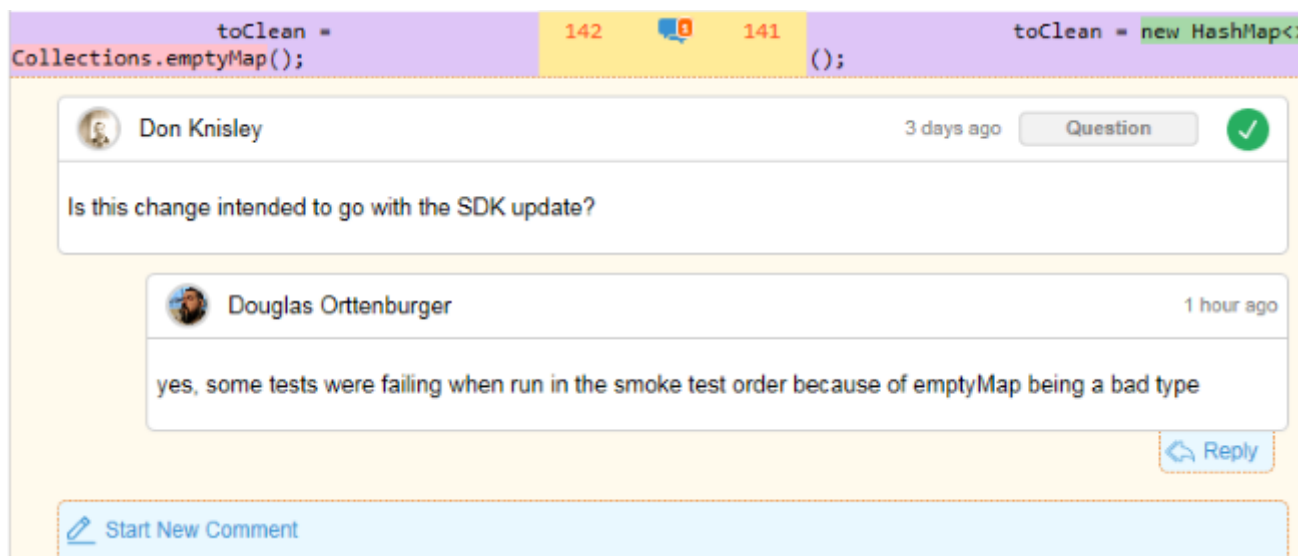 toClean =
Collections.emptyMap();
142
1
141
toClean = new HashMap<>
();
Don Knisley
3 days ago
Question
Is this change intended to go with the SDK update?
Douglas Orttenburger
1 hour ago
yes, some tests were failing when run in the smoke test order because of emptyMap being a bad type
Reply
Start New Comment